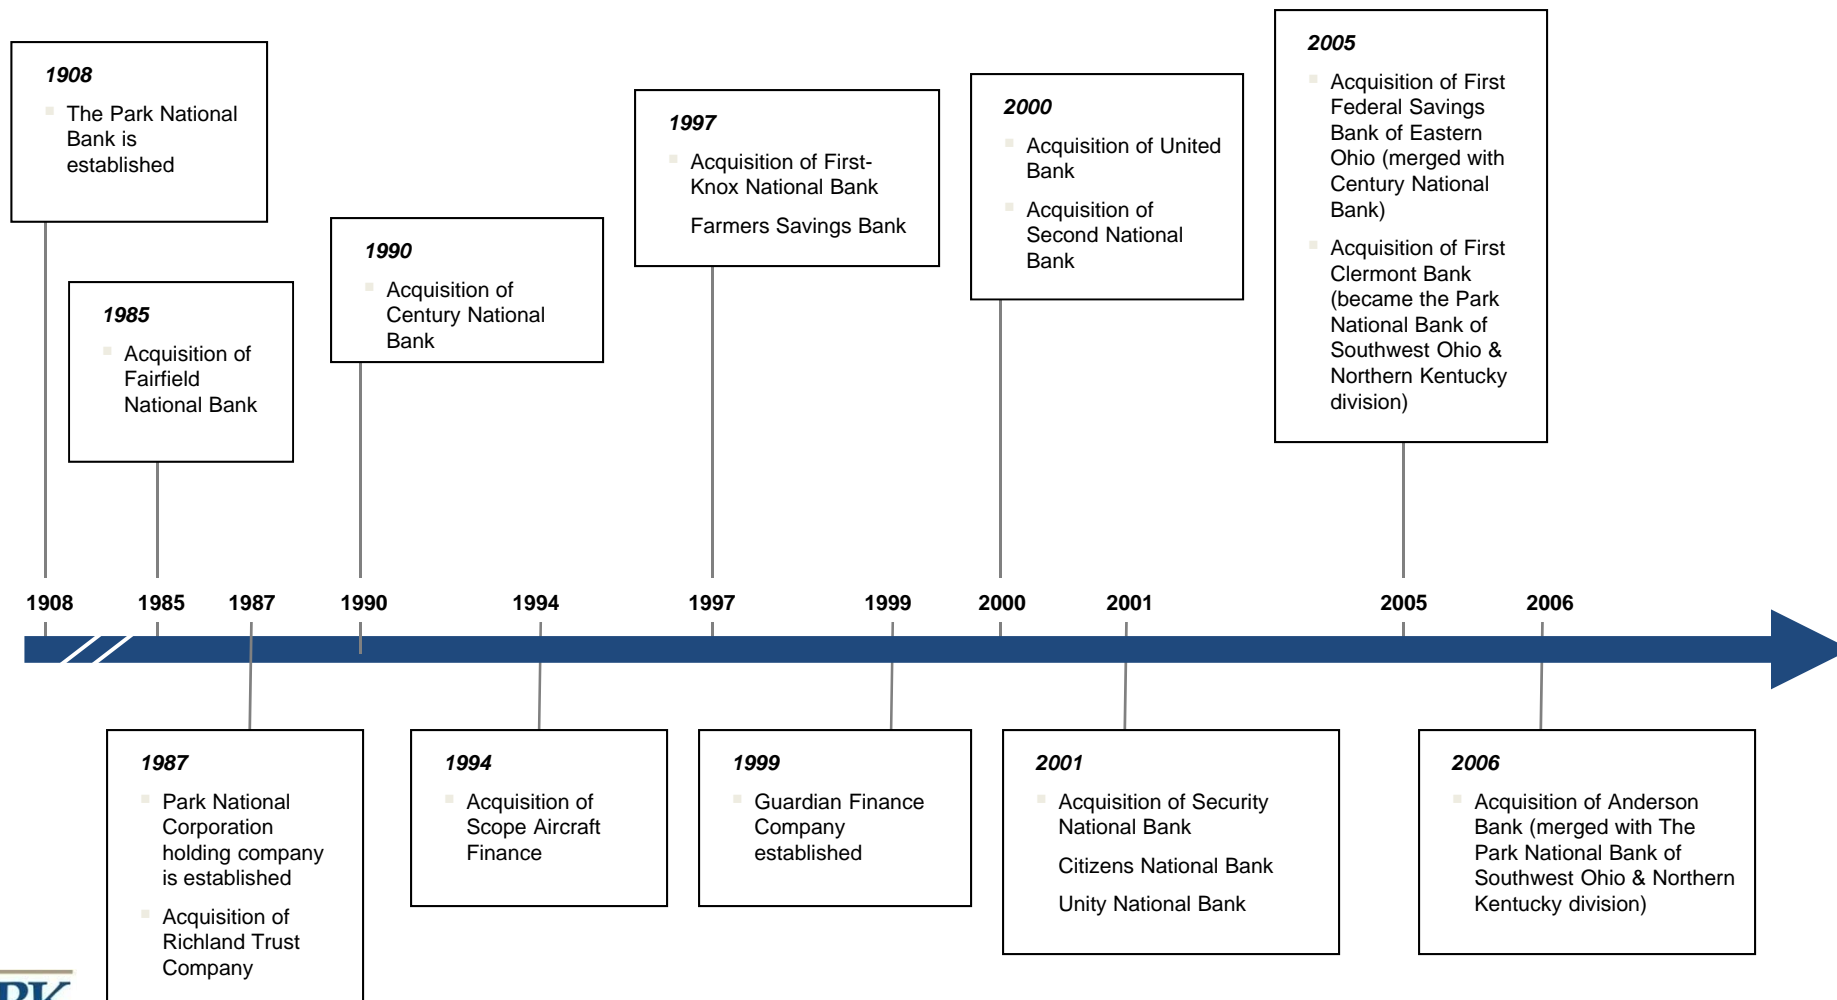 1908
The Park National
Bank is
established
1985
Acquisition of
Fairfield
National Bank
1990
Acquisition of
Century National
Bank
1997
Acquisition of First-
Knox National Bank
Farmers Savings Bank
2000
Acquisition of United
Bank
Acquisition of
Second National
Bank
2005
Acquisition of First
Federal Savings
Bank of Eastern
Ohio (merged with
Century National
Bank)
Acquisition of First
Clermont Bank
(became the Park
National Bank of
Southwest Ohio &
Northern Kentucky
division)
1908 1985 1987 1990 1994 1997 1999 2000 2001 2005 2006
1987
Park National
Corporation
holding company
is established
Acquisition of
Richland Trust
Company
1994
Acquisition of
Scope Aircraft
Finance
1999
Guardian Finance
Company
established
2001
Acquisition of Security
National Bank
Citizens National Bank
Unity National Bank
2006
Acquisition of Anderson
Bank (merged with The
Park National Bank of
Southwest Ohio & Northern
Kentucky division)